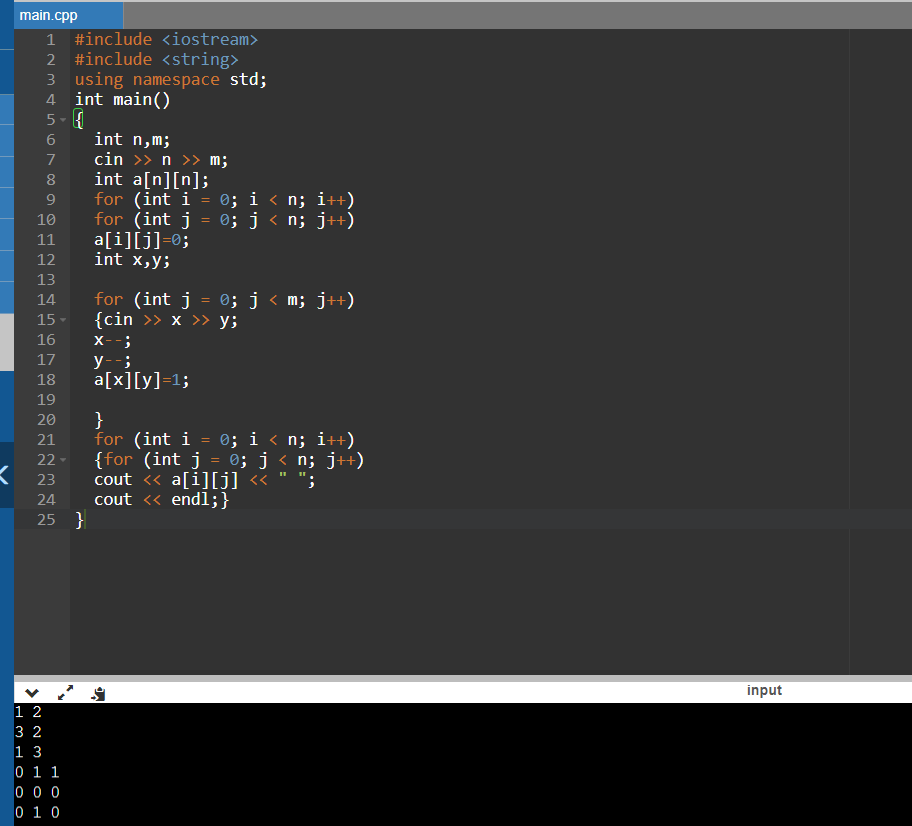 main.cpp
1 #include <iostream>
2 #include <string>
3 using namespace std;
4 int main()
5 {
6 int n,m;
7 cin >> n >> m;
8 int a[n][n];
9 for (int i = 0; i < n; i++)
10 for (int j = 0; j < n; j++)
11 a[i][j]=0;
12 int x,y;
13
14 for (int j = 0; j < m; j++)
15 {cin >> x >> y;
16 x--;
17 y--;
18 a[x][y]=1;
19
20 }
21 for (int i = 0; i < n; i++)
22 {for (int j = 0; j < n; j++)
23 cout << a[i][j] << " ";
24 cout << endl;}
25 }
input
1 2
3 2
1 3
0 1 1
0 0 0
0 1 0